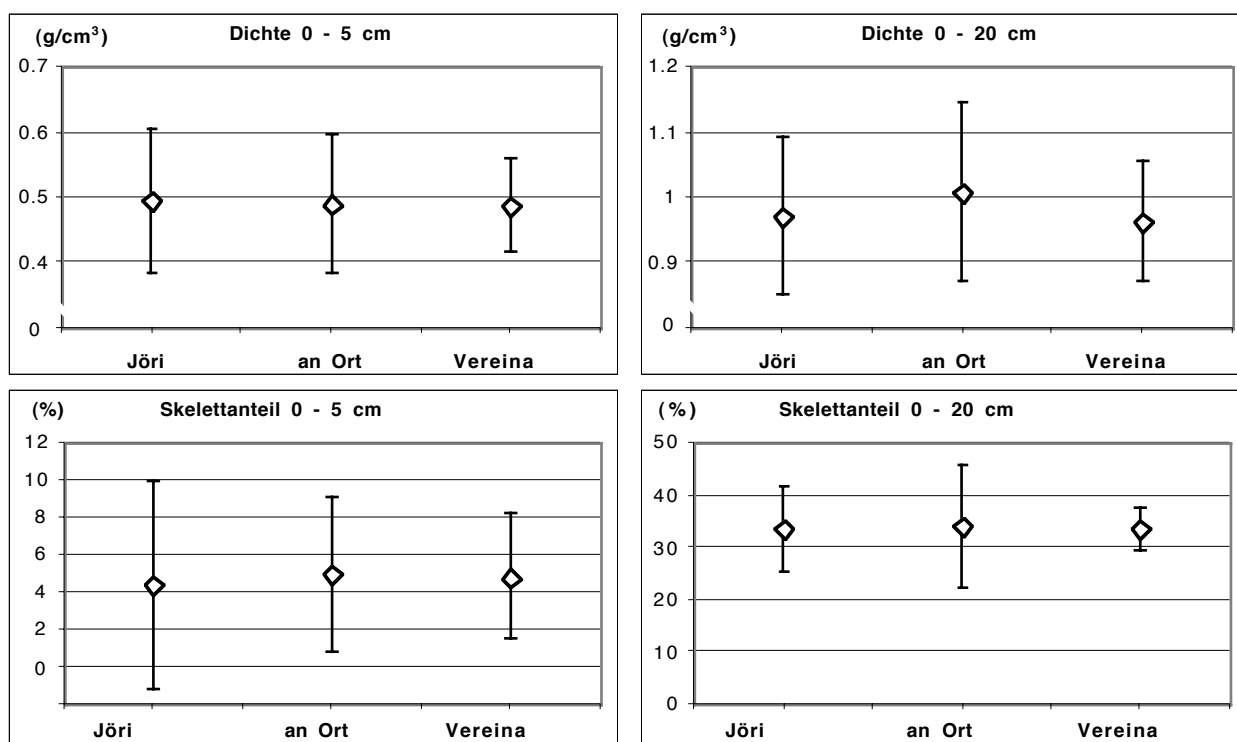 (g/cm³) Dichte 0 - 5 cm
0.7
0.6
0.5
0.4
0
Jöri an Ort Vereina
(g/cm³) Dichte 0 - 20 cm
1.2
1.1
1
0.9
0
Jöri an Ort Vereina
(%) Skelettanteil 0 - 5 cm
12
10
8
6
4
2
0
Jöri an Ort Vereina
(%) Skelettanteil 0 - 20 cm
50
40
30
20
10
0
Jöri an Ort Vereina